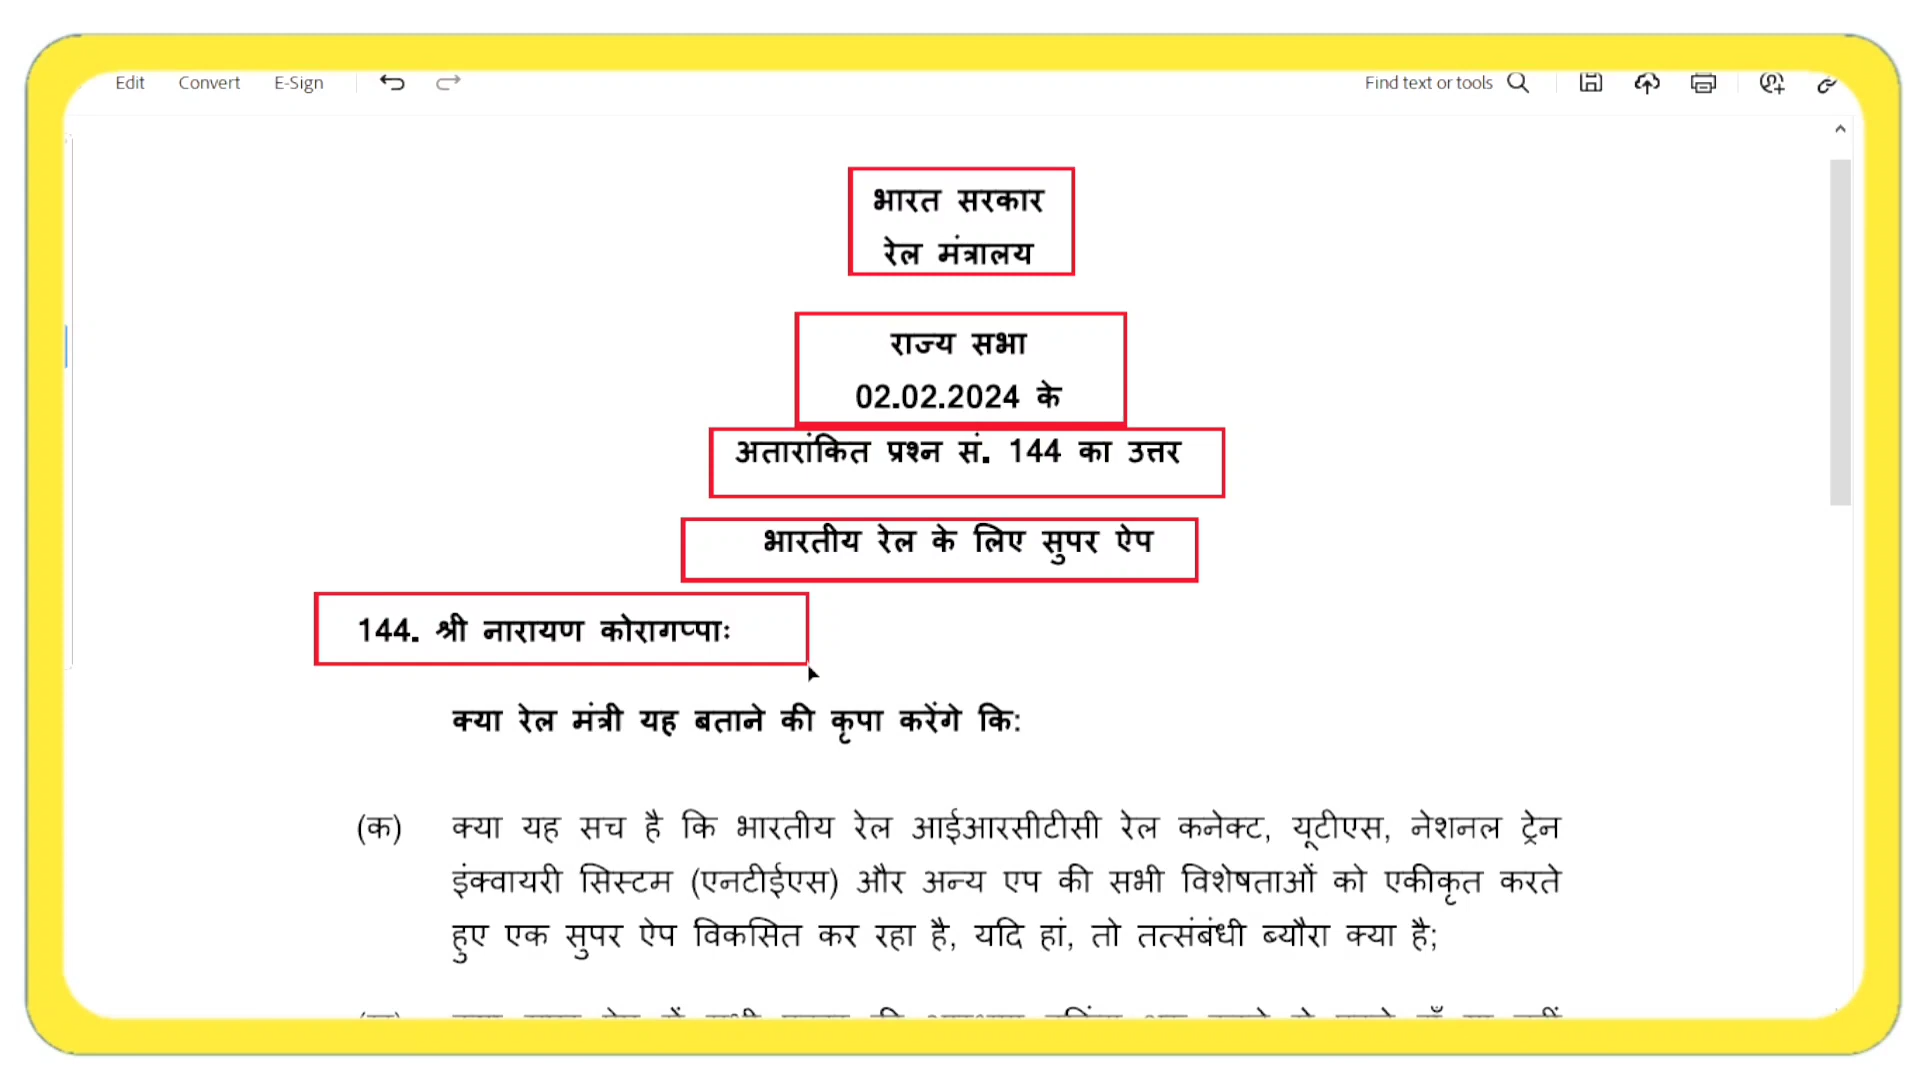 Edit Convert E-Sign Find text or tools
भारत सरकार
रेल मंत्रालय
राज्य सभा
02.02.2024 के
अतारांकित प्रश्न सं. 144 का उत्तर
भारतीय रेल के लिए सुपर ऐप
144. श्री नारायण कोरागप्पाः
क्या रेल मंत्री यह बताने की कृपा करेंगे कि:
(क) क्या यह सच है कि भारतीय रेल आईआरसीटीसी रेल कनेक्ट, यूटीएस, नेशनल ट्रेन
इंक्वायरी सिस्टम (एनटीईएस) और अन्य एप की सभी विशेषताओं को एकीकृत करते
हुए एक सुपर ऐप विकसित कर रहा है, यदि हां, तो तत्संबंधी ब्यौरा क्या है;